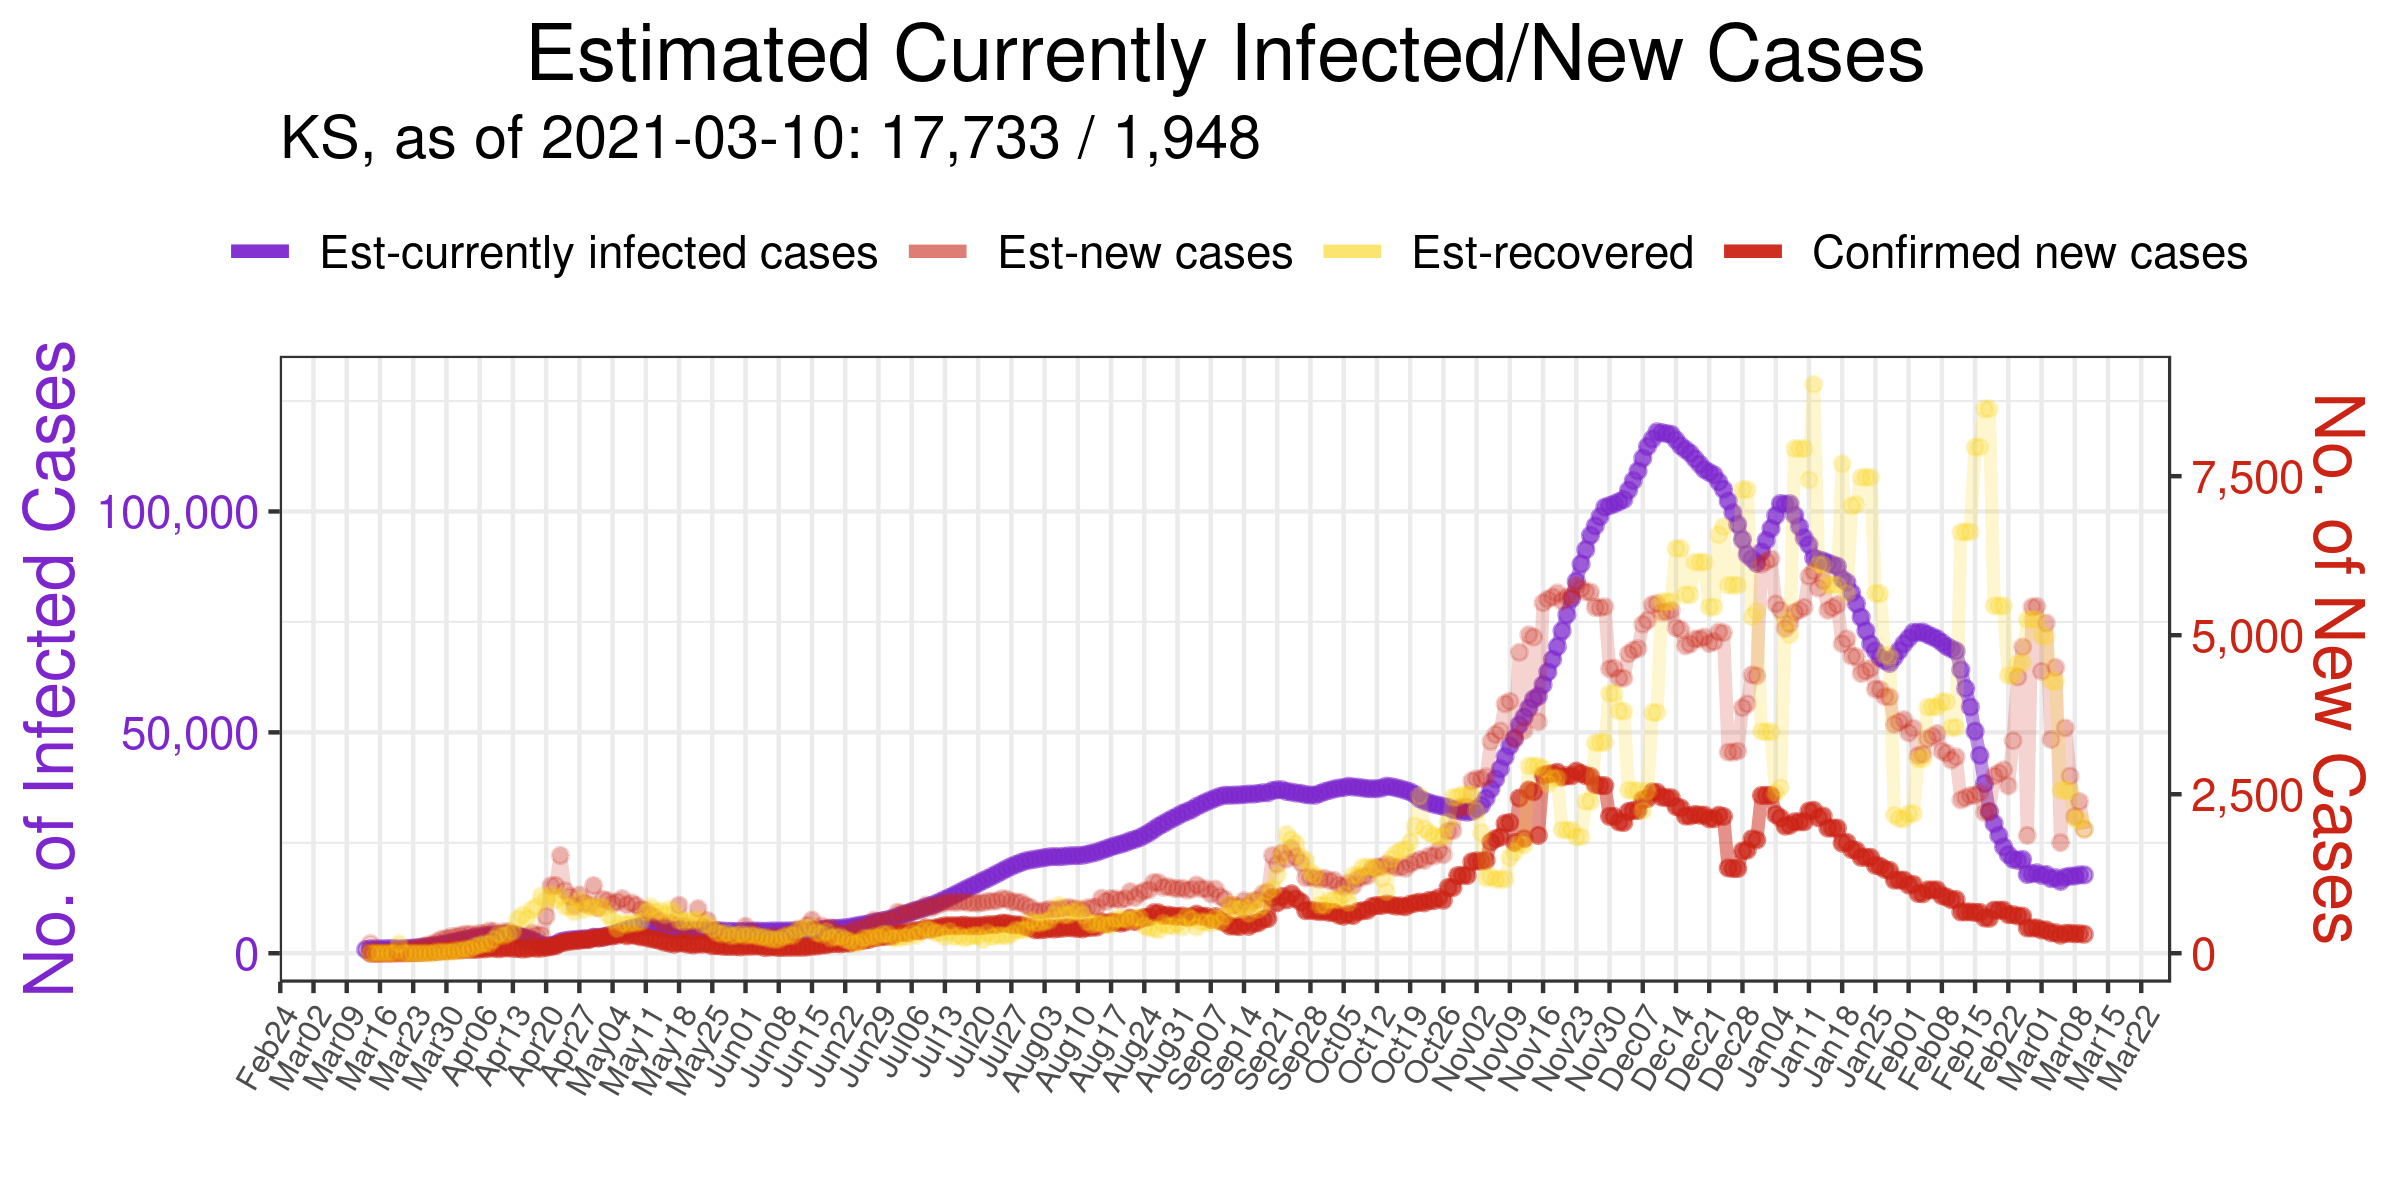 Estimated Currently Infected/New Cases
KS, as of 2021-03-10: 17,733 / 1,948
Est-currently infected cases Est-new cases Est-recovered Confirmed new cases
No. of Infected Cases
100,000
50,000
0
7,500
5,000
2,500
0
No. of New Cases
Feb24 Mar02 Mar09 Mar16 Mar23 Mar30 Apr06 Apr13 Apr20 Apr27 May04 May11 May18 May25 Jun01 Jun08 Jun15 Jun22 Jun29 Jul06 Jul13 Jul20 Jul27 Aug03 Aug10 Aug17 Aug24 Aug31 Sep07 Sep14 Sep21 Sep28 Oct05 Oct12 Oct19 Oct26 Nov02 Nov09 Nov16 Nov23 Nov30 Dec07 Dec14 Dec21 Dec28 Jan04 Jan11 Jan18 Jan25 Feb01 Feb08 Feb15 Feb22 Mar01 Mar08 Mar15 Mar22